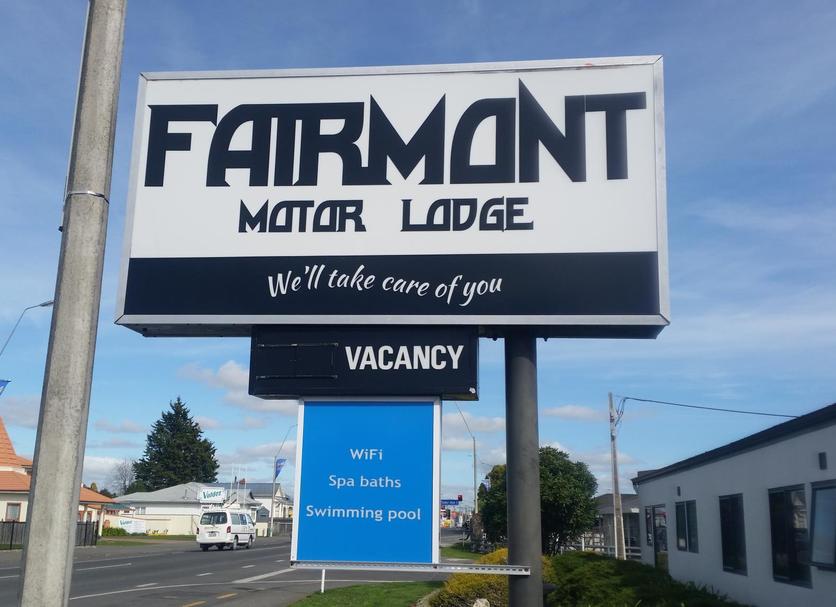 FAIRMONT
MOTOR LODGE
We'll take care of you
VACANCY
WiFi
Spa baths
Swimming pool